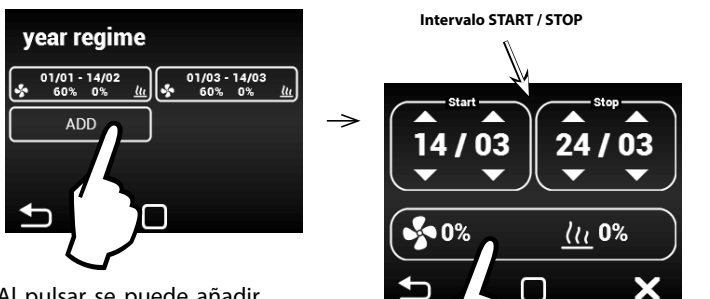 Intervalo START / STOP
year regime
01/01 - 14/02
60% 0%
01/03 - 14/03
60% 0%
ADD
Start
14 / 03
Stop
24 / 03
0%
0%
Al pulsar se puede añadir